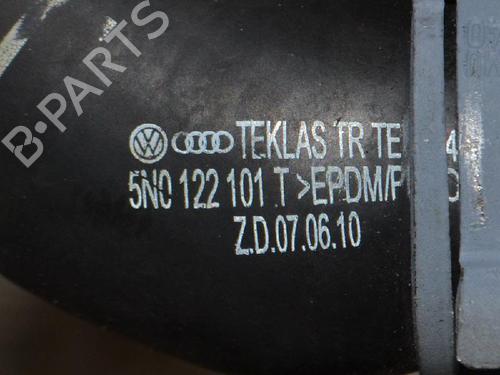 B-PARTS
TEKLAS TR TE
5N0 122 101 T >EPDM/P
Z.D.07.06.10